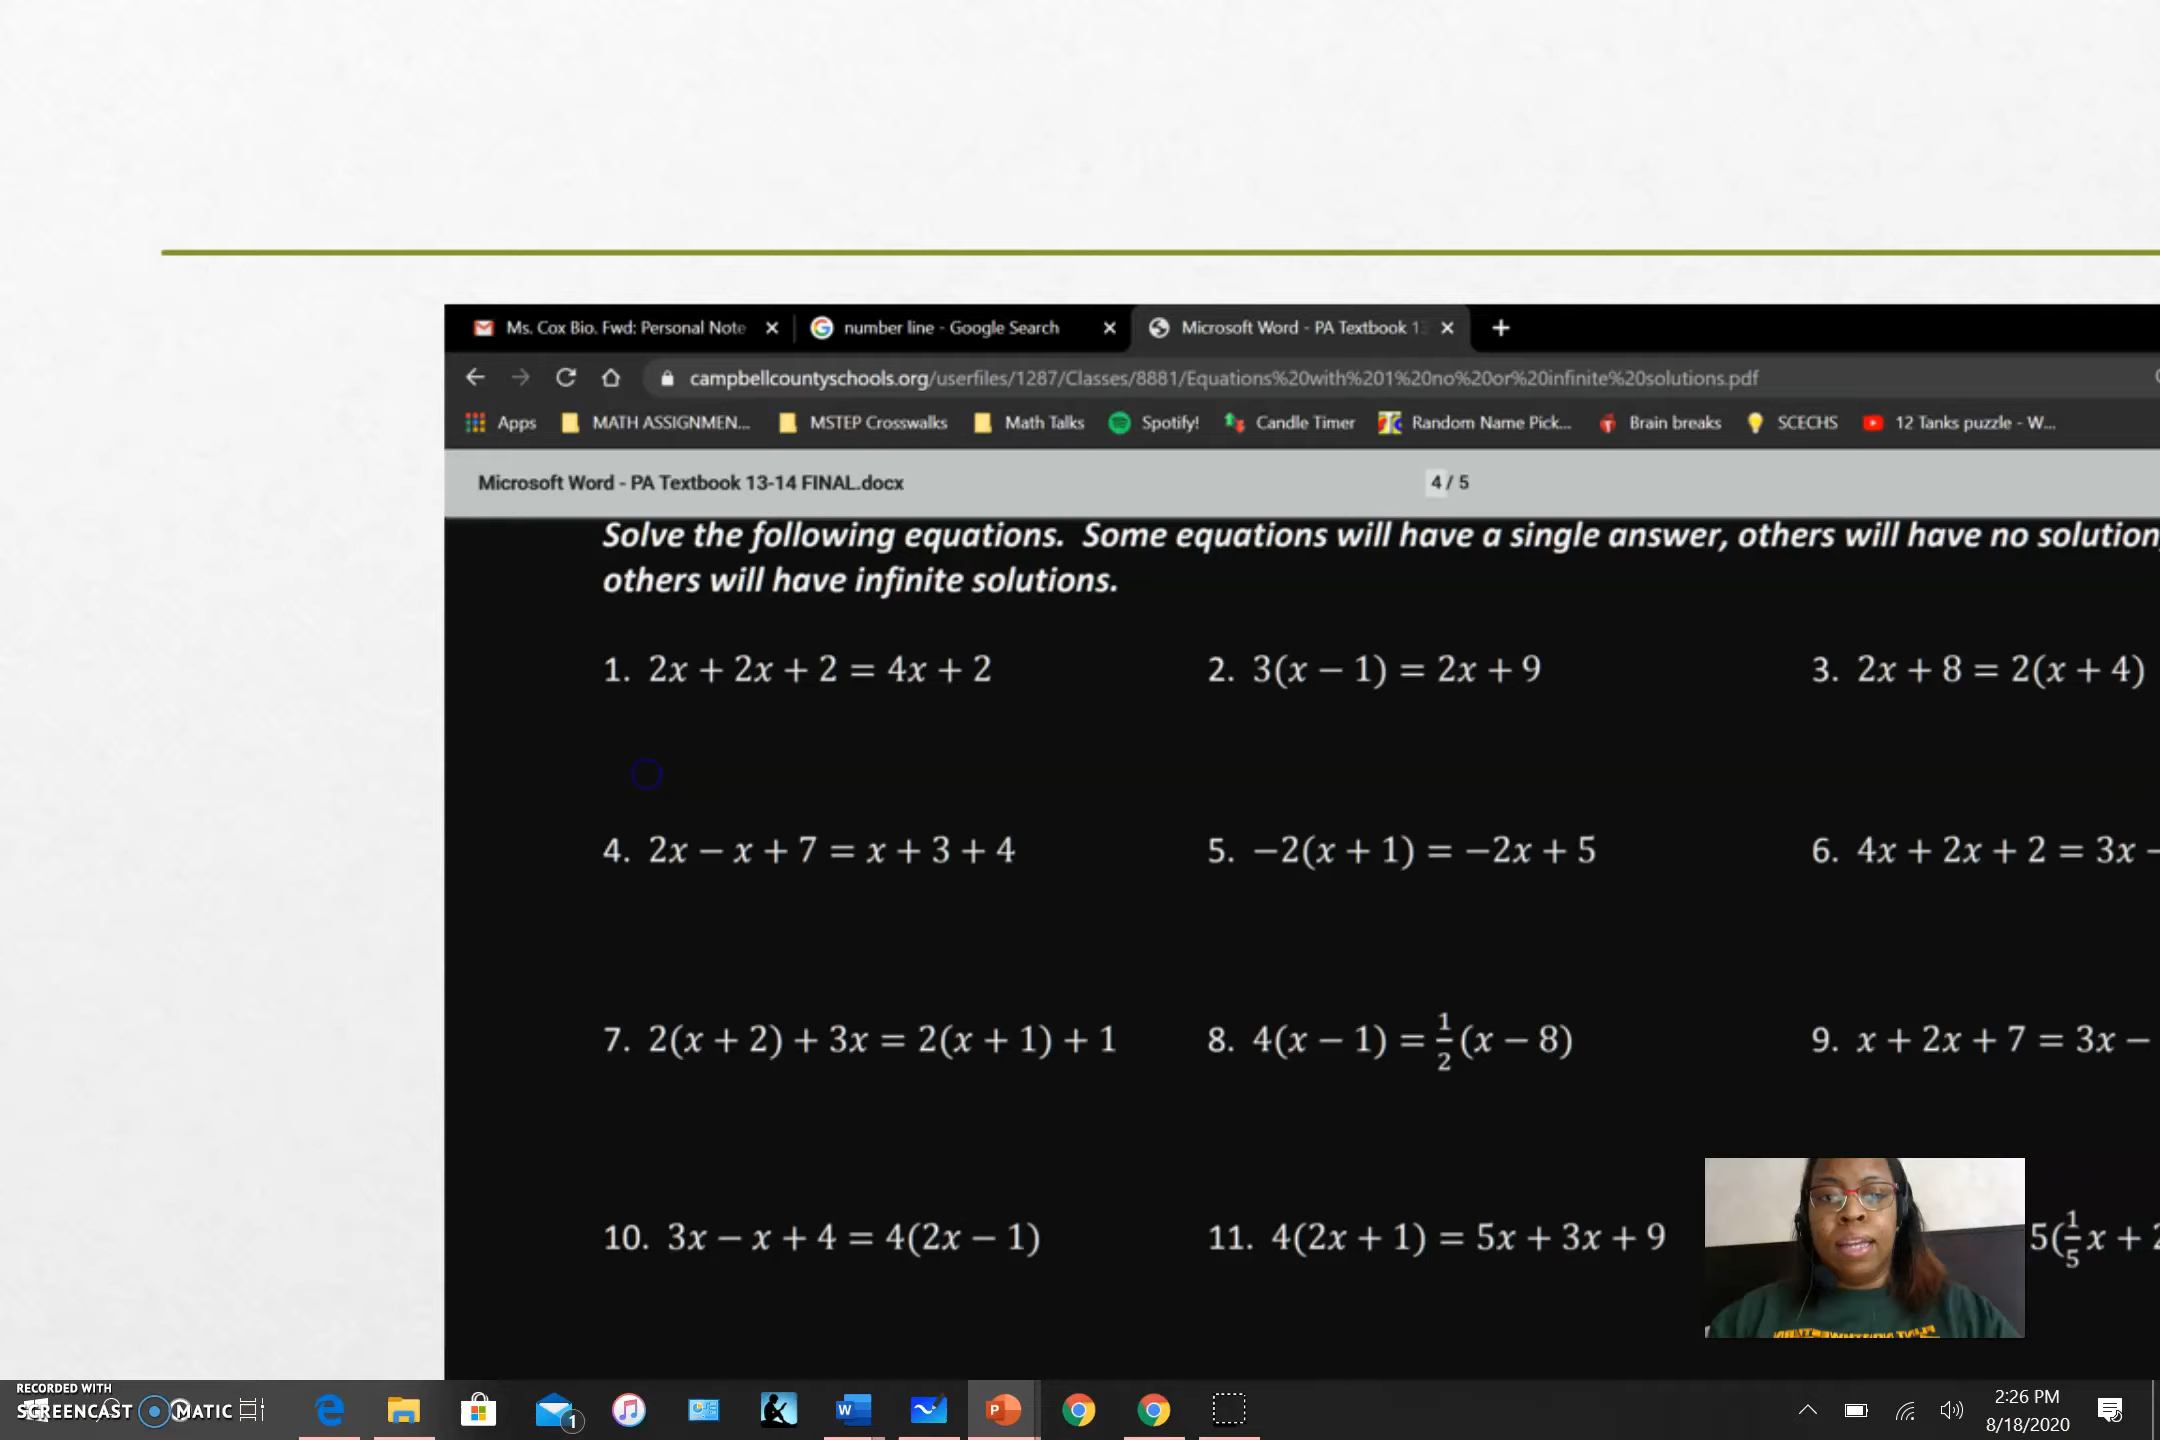 Ms. Cox Bio. Fwd: Personal Note
number line - Google Search
Microsoft Word - PA Textbook 1
campbellcountyschools.org/userfiles/1287/Classes/8881/Equations%20with%201%20no%20or%20infinite%20solutions.pdf
Apps MATH ASSIGNMEN... MSTEP Crosswalks Math Talks Spotify! Candle Timer Random Name Pick... Brain breaks SCECHS 12 Tanks puzzle - W...
Microsoft Word - PA Textbook 13-14 FINAL.docx 4 / 5
Solve the following equations. Some equations will have a single answer, others will have no solution,
others will have infinite solutions.
1. 2x + 2x + 2 = 4x + 2 2. 3(x − 1) = 2x + 9 3. 2x + 8 = 2(x + 4)
4. 2x − x + 7 = x + 3 + 4 5. −2(x + 1) = −2x + 5 6. 4x + 2x + 2 = 3x −
7. 2(x + 2) + 3x = 2(x + 1) + 1 8. 4(x − 1) = 1/2(x − 8) 9. x + 2x + 7 = 3x −
10. 3x − x + 4 = 4(2x − 1) 11. 4(2x + 1) = 5x + 3x + 9 5(1/5x + 2
RECORDED WITH
SCREENCAST MATIC
1
2:26 PM
8/18/2020